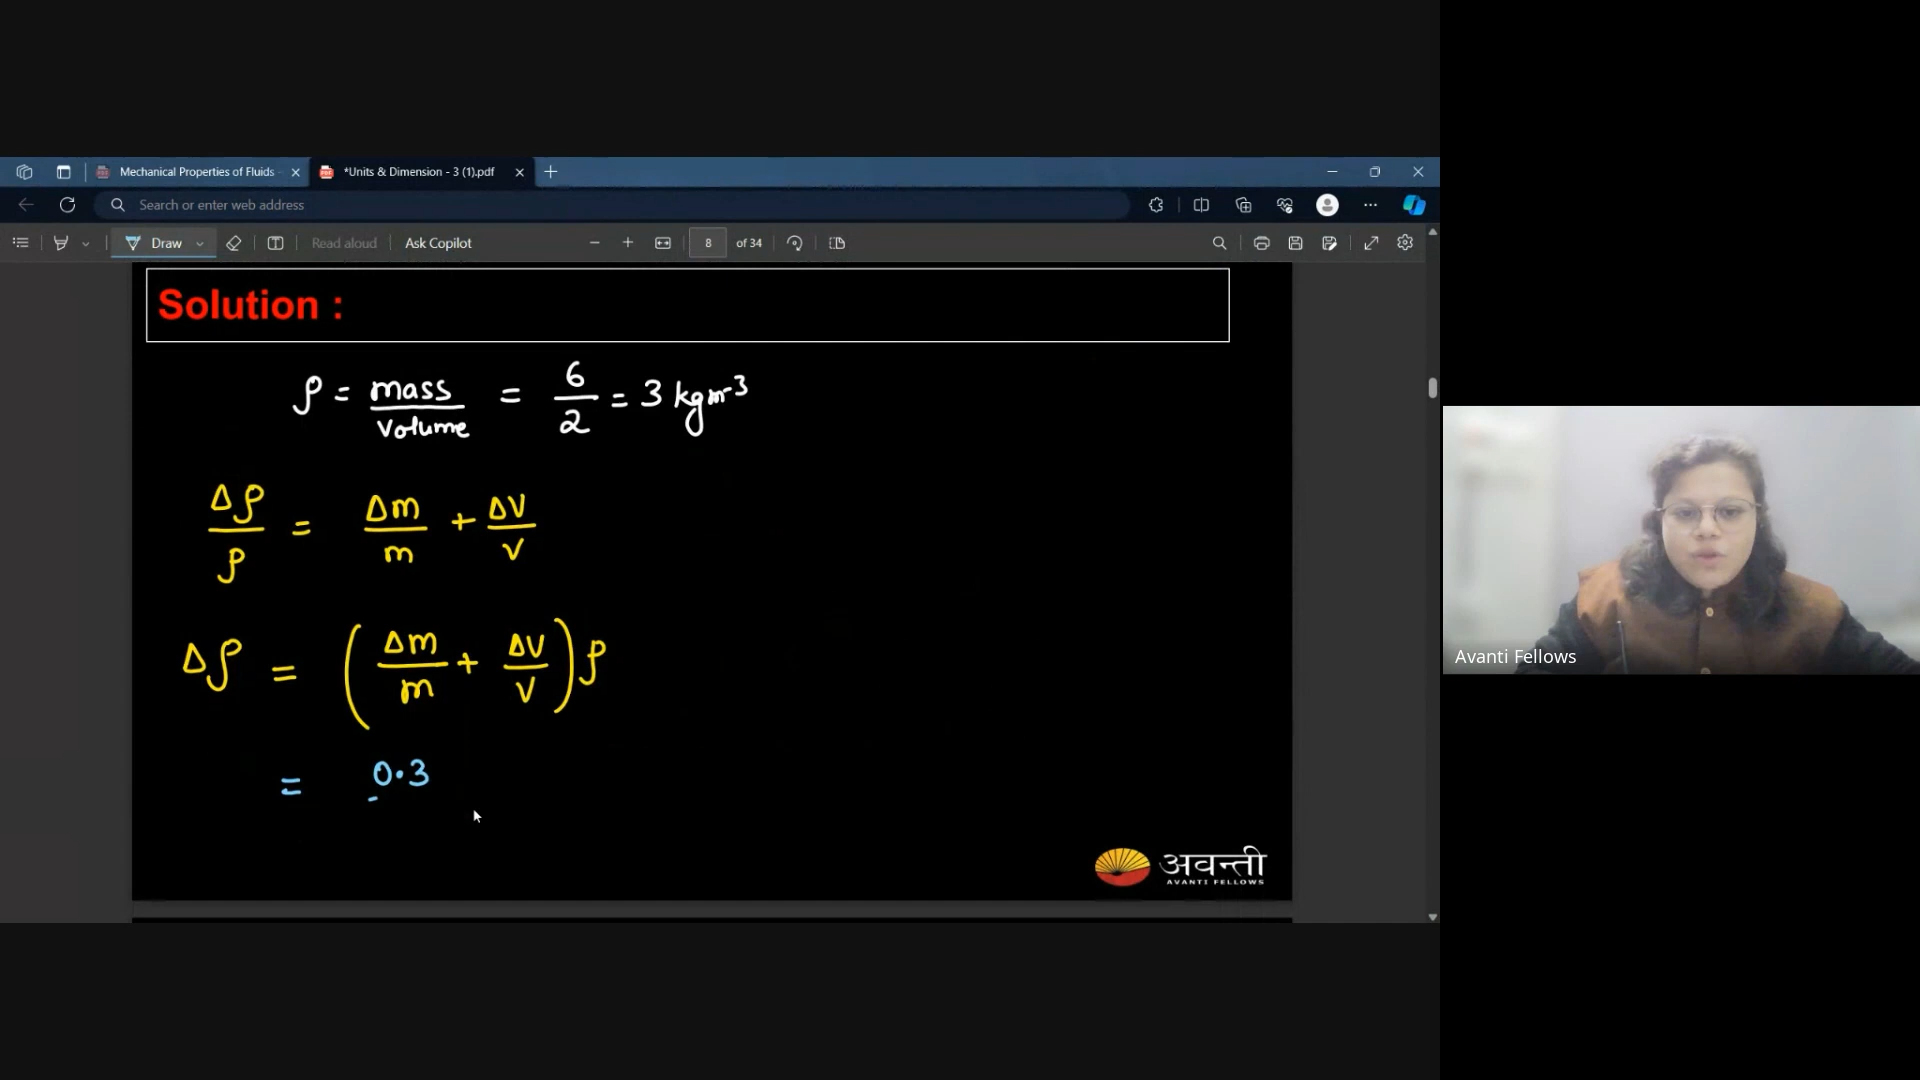 Mechanical Properties of Fluids -
*Units & Dimension - 3 (1).pdf
Search or enter web address
Draw
Read aloud
Ask Copilot
8 of 34
Solution :
ρ = mass/volume = 6/2 = 3 kgm⁻³
Δρ/ρ = Δm/m + ΔV/V
Δρ = (Δm/m + ΔV/V)ρ
= 0.3
अवन्ती
AVANTI FELLOWS
Avanti Fellows